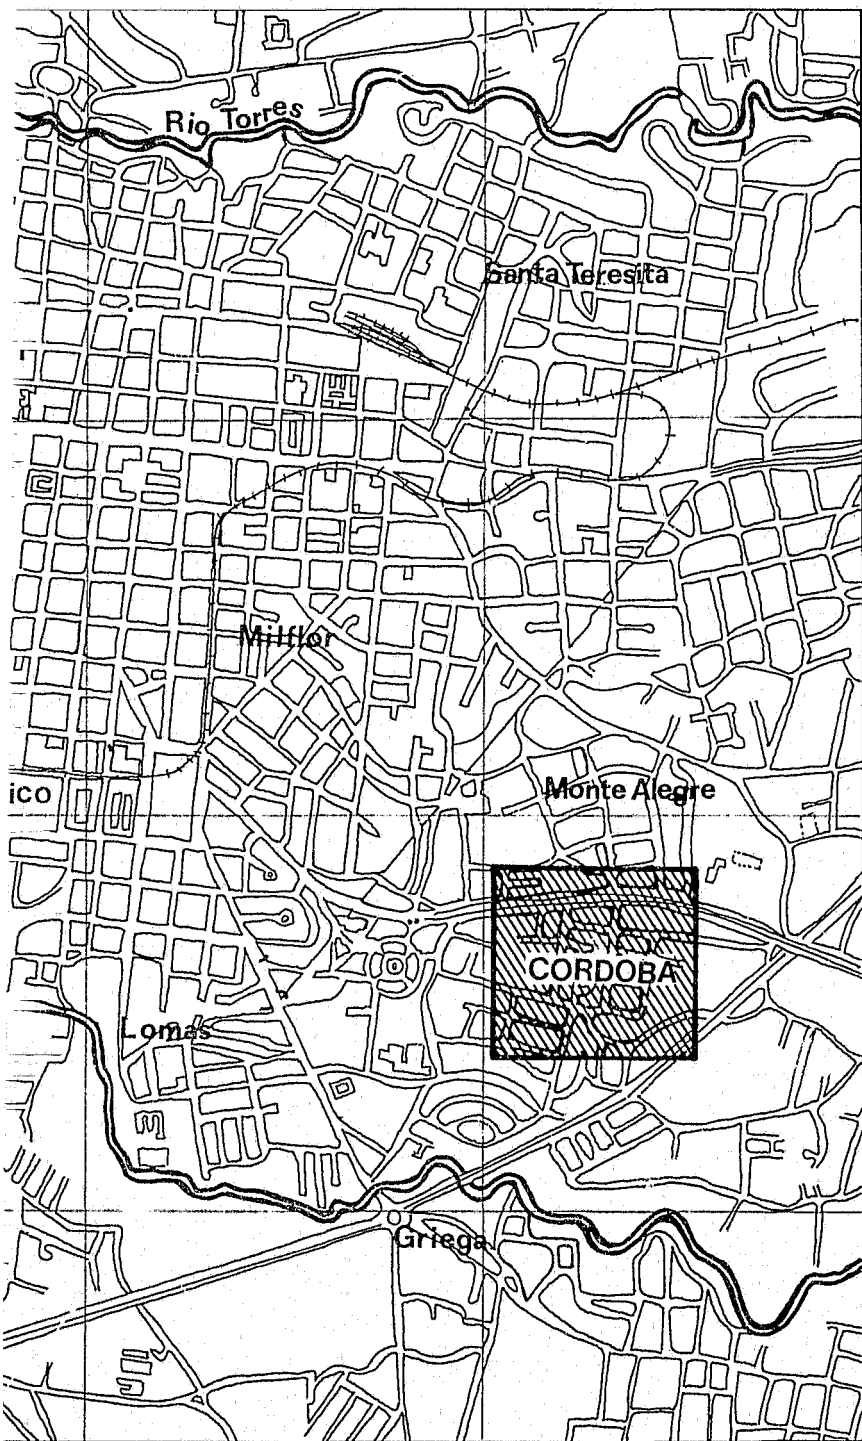 Rio Torres
Santa Teresita
Milflor
Monte Alegre
ico
CORDOBA
Lomas
Griega